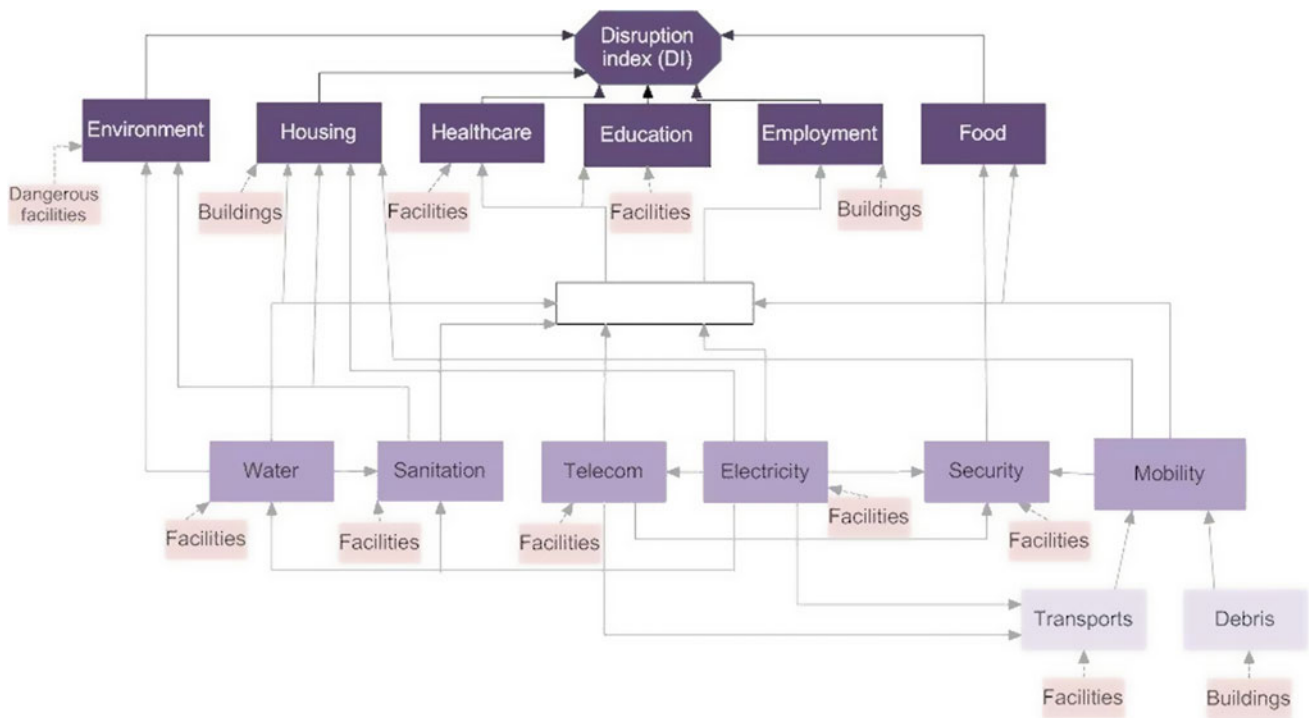 Disruption
index (DI)
Environment
Housing
Healthcare
Education
Employment
Food
Dangerous
facilities
Buildings
Facilities
Facilities
Buildings
Water
Sanitation
Telecom
Electricity
Security
Mobility
Facilities
Facilities
Facilities
Facilities
Facilities
Transports
Debris
Facilities
Buildings